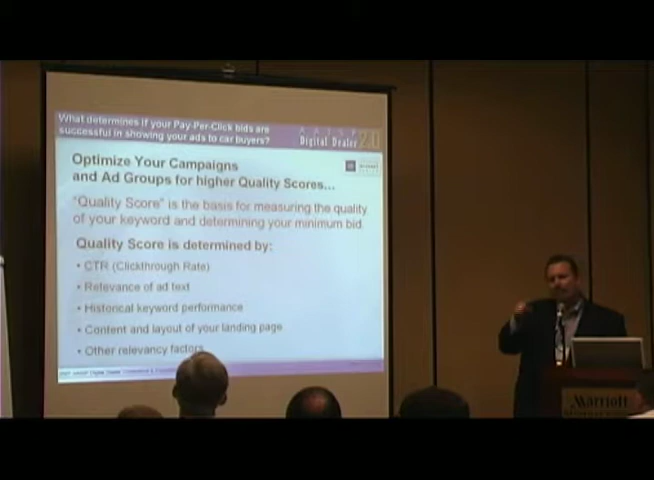 What determines if your Pay-Per-Click bids are
successful in showing your ads to car buyers?
Digital Dealer 2.0
Optimize Your Campaigns
and Ad Groups for higher Quality Scores...
"Quality Score" is the basis for measuring the quality
of your keyword and determining your minimum bid
Quality Score is determined by:
• CTR (Clickthrough Rate)
• Relevance of ad text
• Historical keyword performance
• Content and layout of your landing page
• Other relevancy factors
Marriott